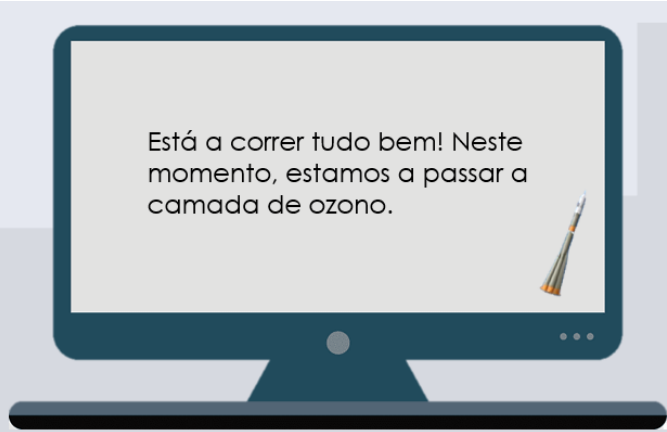 Está a correr tudo bem! Neste
momento, estamos a passar a
camada de ozono.